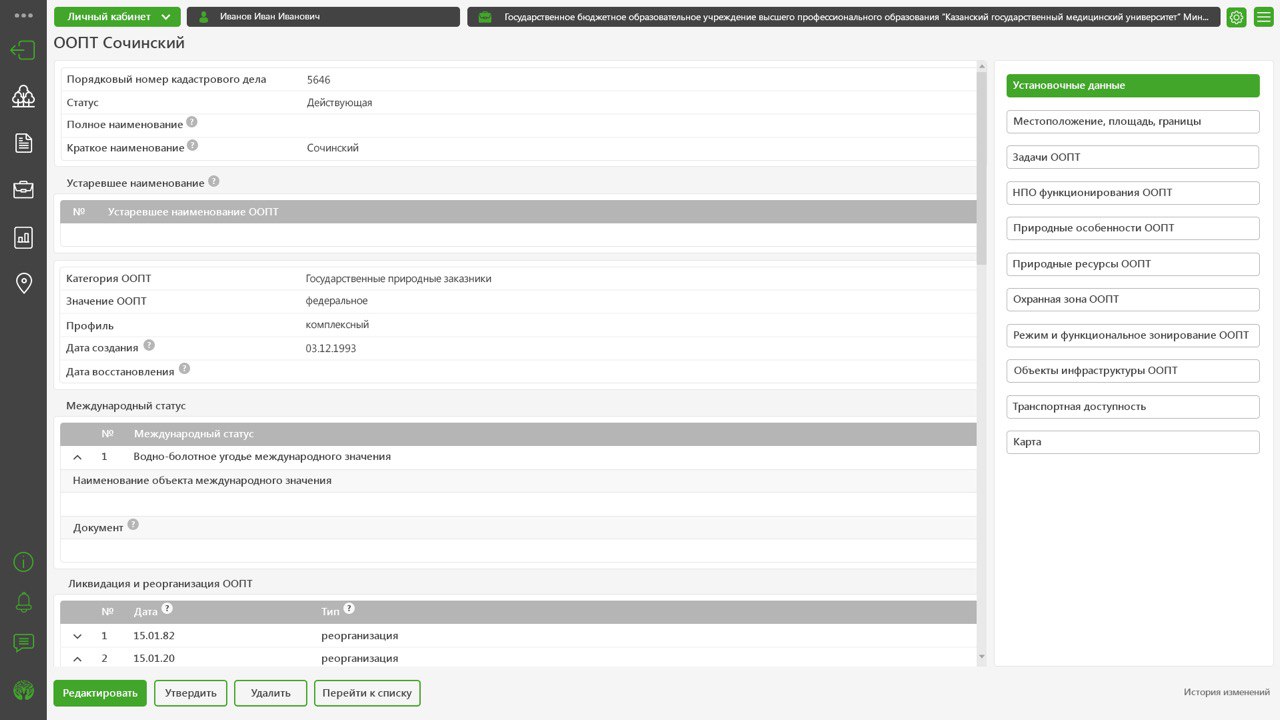 Личный кабинет
Иванов Иван Иванович
Государственное бюджетное образовательное учреждение высшего профессионального образования "Казанский государственный медицинский университет" Мин...
ООПТ Сочинский
Порядковый номер кадастрового дела 5646
Статус Действующая
Полное наименование ?
Краткое наименование ? Сочинский
Устаревшее наименование ?
№ Устаревшее наименование ООПТ
Категория ООПТ Государственные природные заказники
Значение ООПТ федеральное
Профиль комплексный
Дата создания ? 03.12.1993
Дата восстановления ?
Международный статус
№ Международный статус
1 Водно-болотное угодье международного значения
Наименование объекта международного значения
Документ ?
Ликвидация и реорганизация ООПТ
№ Дата ? Тип ?
1 15.01.82 реорганизация
2 15.01.20 реорганизация
Установочные данные
Местоположение, площадь, границы
Задачи ООПТ
НПО функционирования ООПТ
Природные особенности ООПТ
Природные ресурсы ООПТ
Охранная зона ООПТ
Режим и функциональное зонирование ООПТ
Объекты инфраструктуры ООПТ
Транспортная доступность
Карта
Редактировать
Утвердить
Удалить
Перейти к списку
История изменений